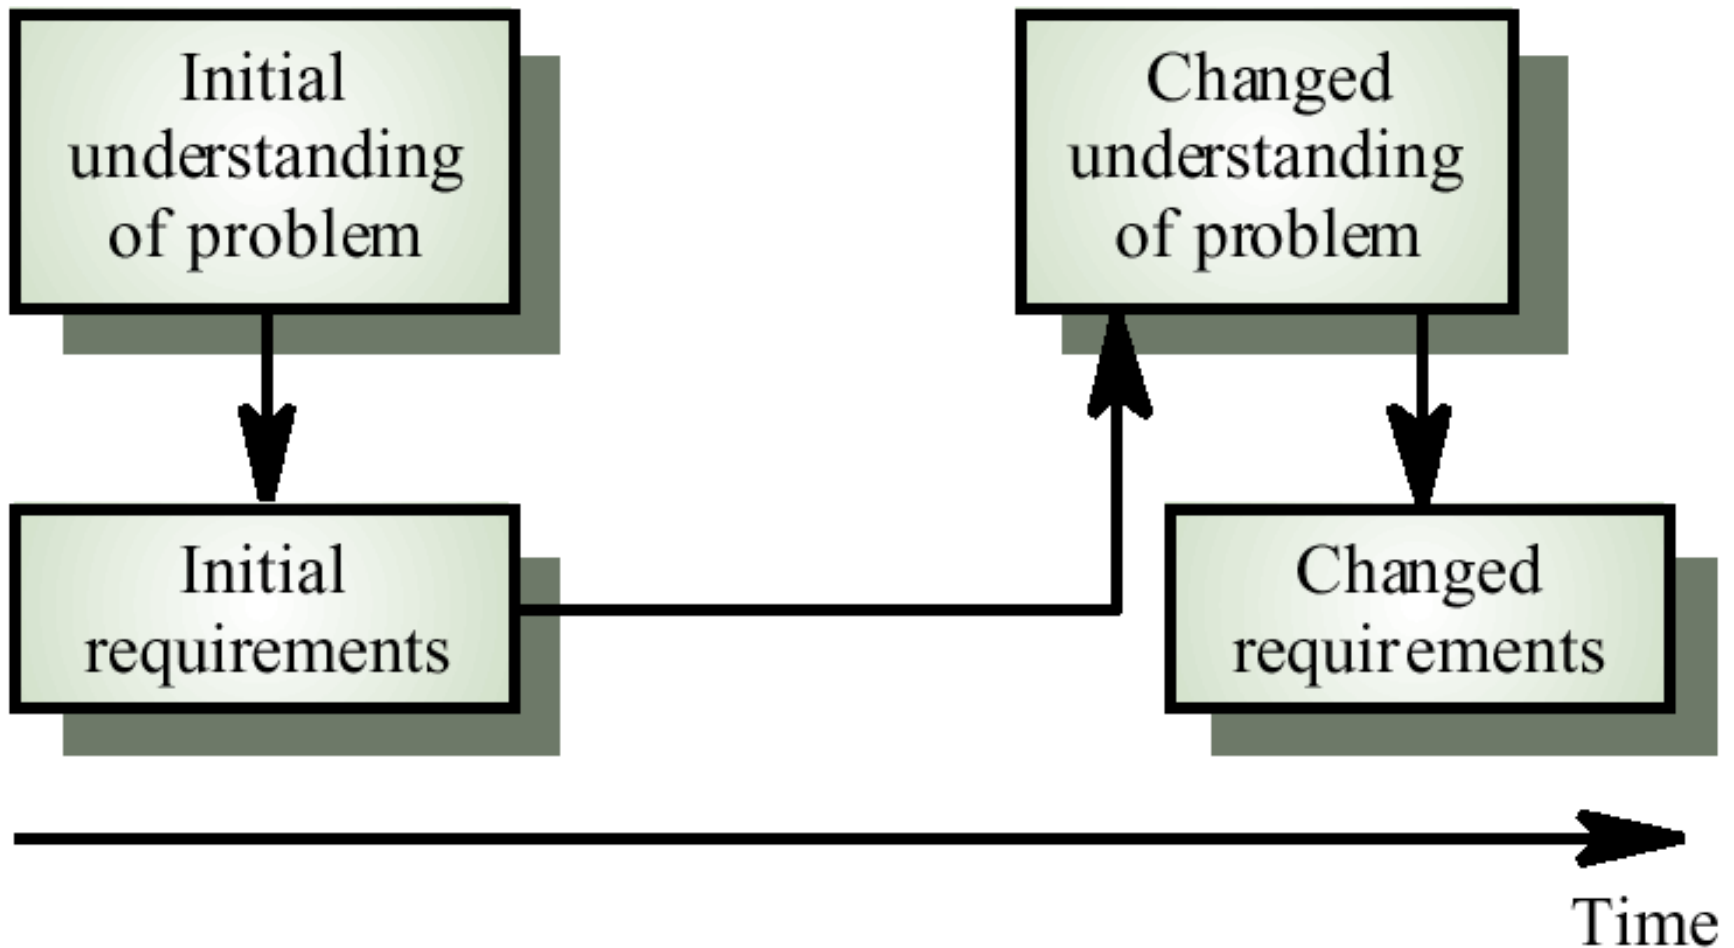 Initial
understanding
of problem
Changed
understanding
of problem
Initial
requirements
Changed
requirements
Time